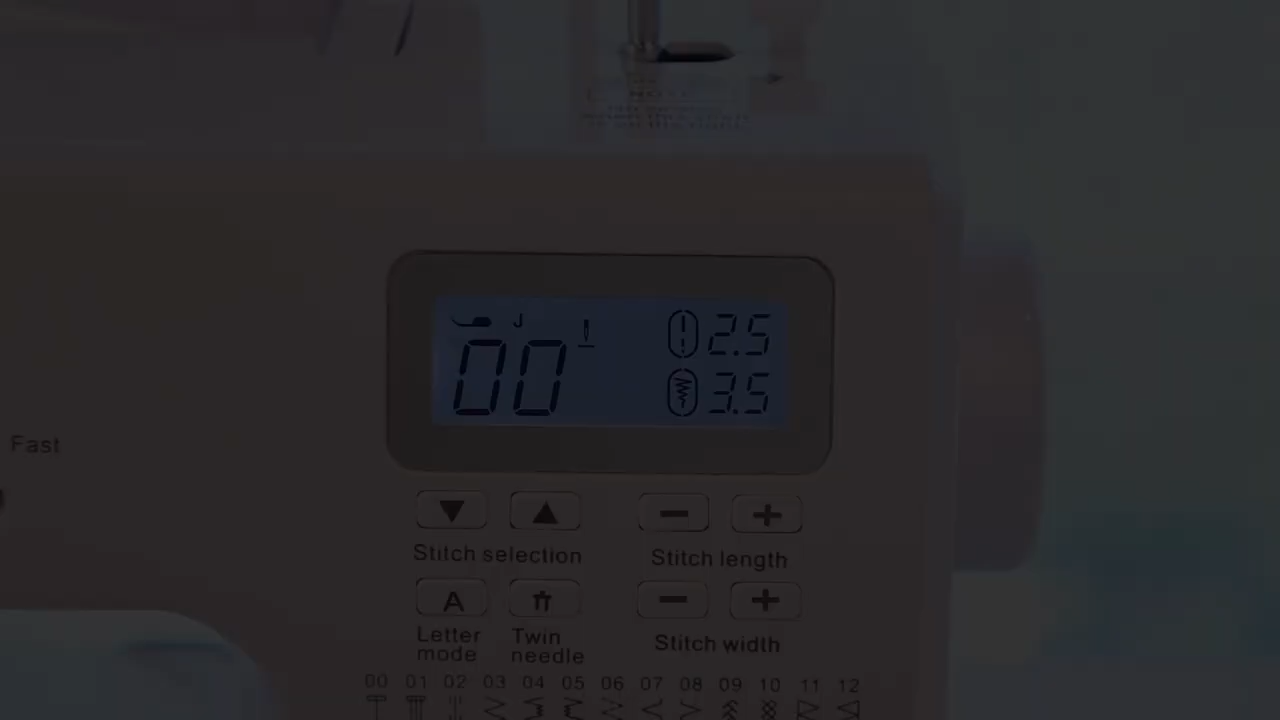 J
00
2.5
3.5
Fast
Stitch selection
Stitch length
A
Letter mode
Twin needle
Stitch width
00 01 02 03 04 05 06 07 08 09 10 11 12